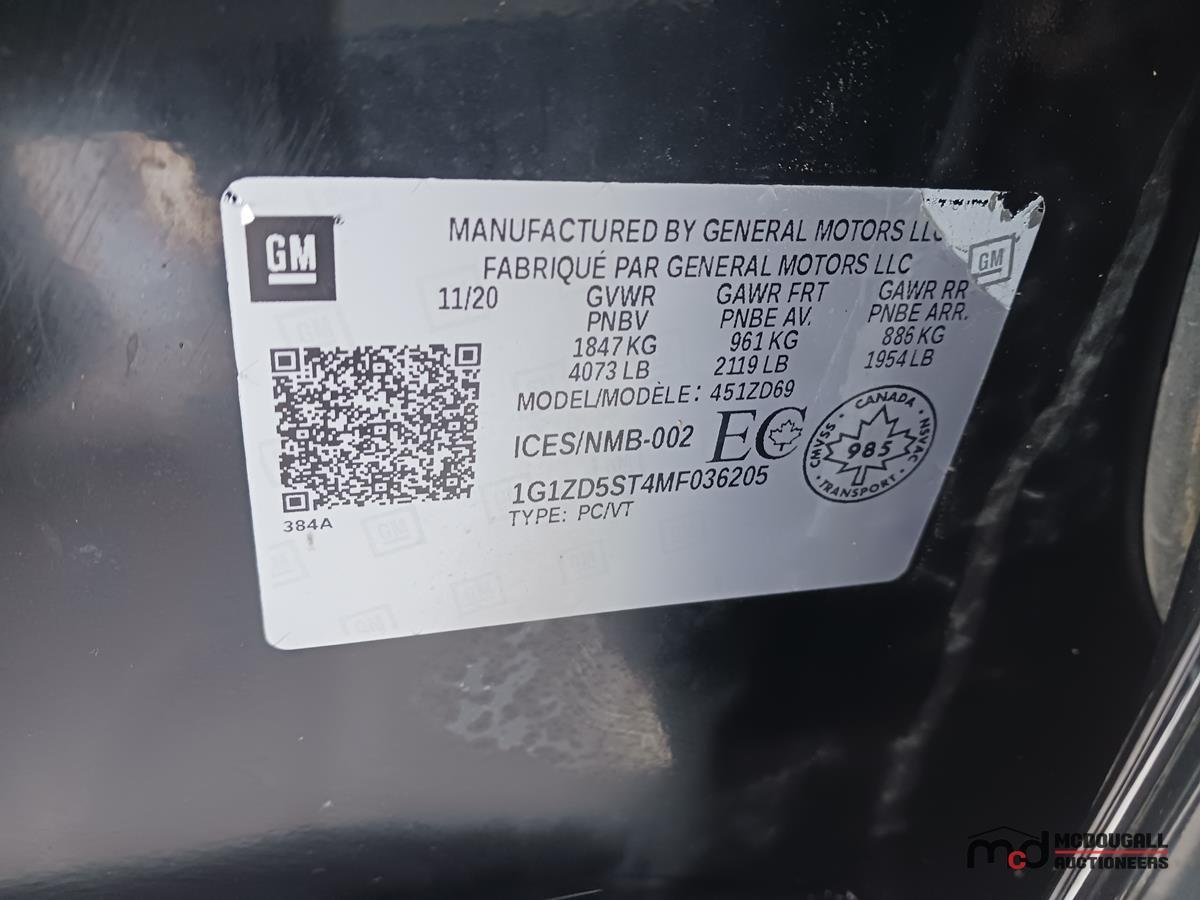 GM
MANUFACTURED BY GENERAL MOTORS LLC
GM
FABRIQUÉ PAR GENERAL MOTORS LLC
11/20 GVWR GAWR FRT GAWR RR
PNBV PNBE AV. PNBE ARR.
1847 KG 961 KG 886 KG
4073 LB 2119 LB 1954 LB
MODEL/MODÈLE: 451ZD69
ICES/NMB-002 EC
CANADA
CMVSS 985 NSVAC
TRANSPORT
1G1ZD5ST4MF036205
TYPE: PC/VT
384A
mcd MCDOUGALL
AUCTIONEERS